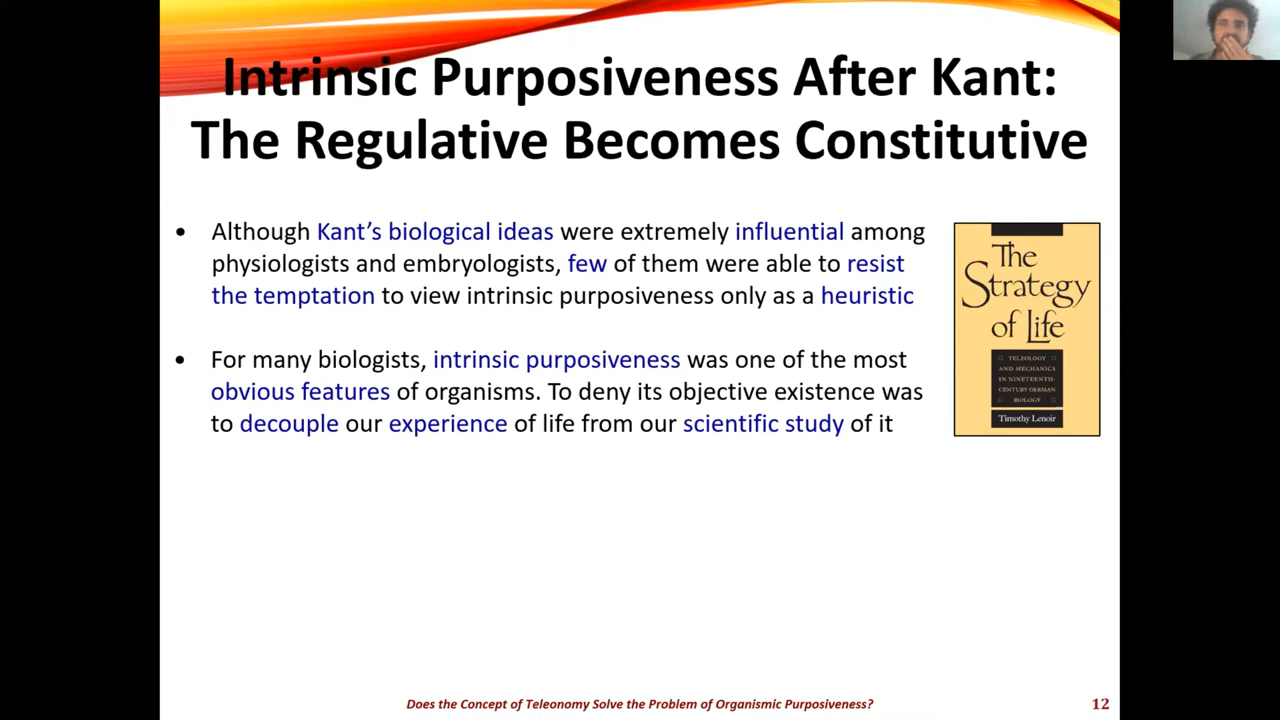 Intrinsic Purposiveness After Kant:
The Regulative Becomes Constitutive
• Although Kant's biological ideas were extremely influential among
physiologists and embryologists, few of them were able to resist
the temptation to view intrinsic purposiveness only as a heuristic
• For many biologists, intrinsic purposiveness was one of the most
obvious features of organisms. To deny its objective existence was
to decouple our experience of life from our scientific study of it
The
Strategy
of Life
TELEOLOGY
AND MECHANICS
IN NINETEENTH-
CENTURY GERMAN
BIOLOGY
Timothy Lenoir
Does the Concept of Teleonomy Solve the Problem of Organismic Purposiveness?
12